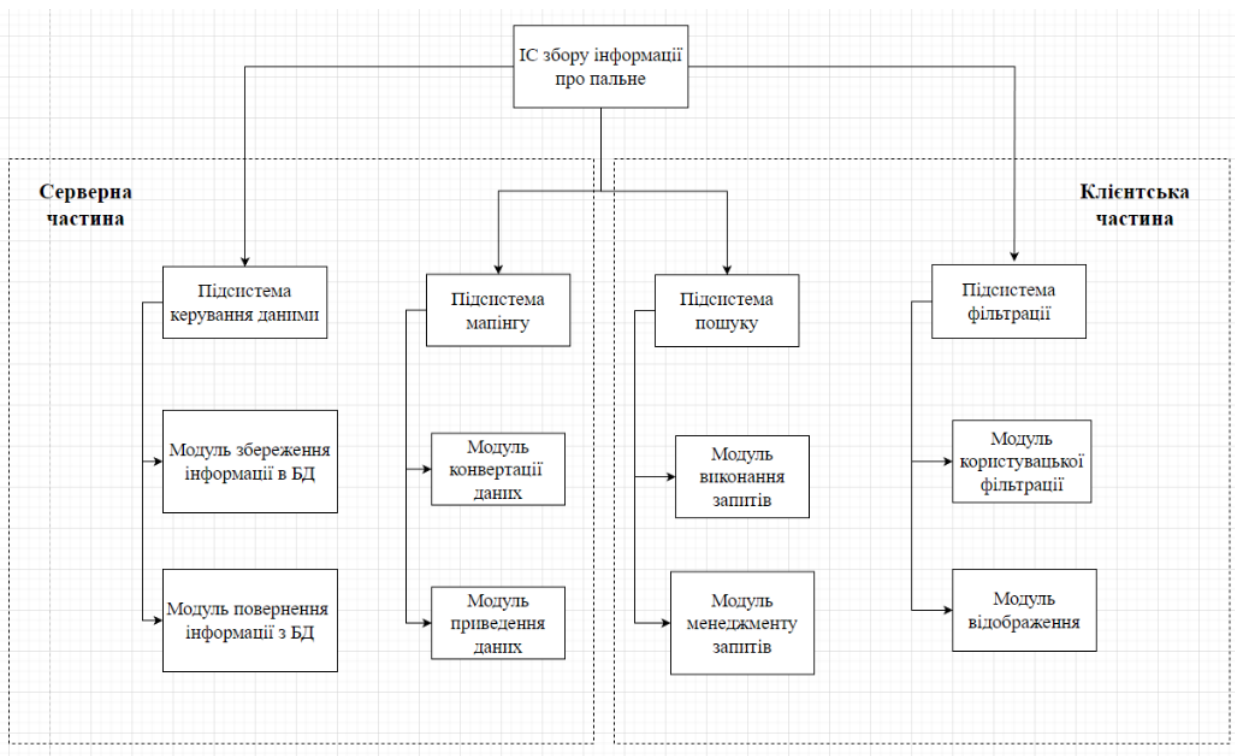 ІС збору інформації
про пальне
Серверна
частина
Клієнтська
частина
Підсистема
керування даними
Підсистема
мапінгу
Підсистема
пошуку
Підсистема
фільтрації
Модуль збереження
інформації в БД
Модуль
конвертації
даних
Модуль
виконання
запитів
Модуль
користувацької
фільтрації
Модуль повернення
інформації з БД
Модуль
приведення
даних
Модуль
менеджменту
запитів
Модуль
відображення